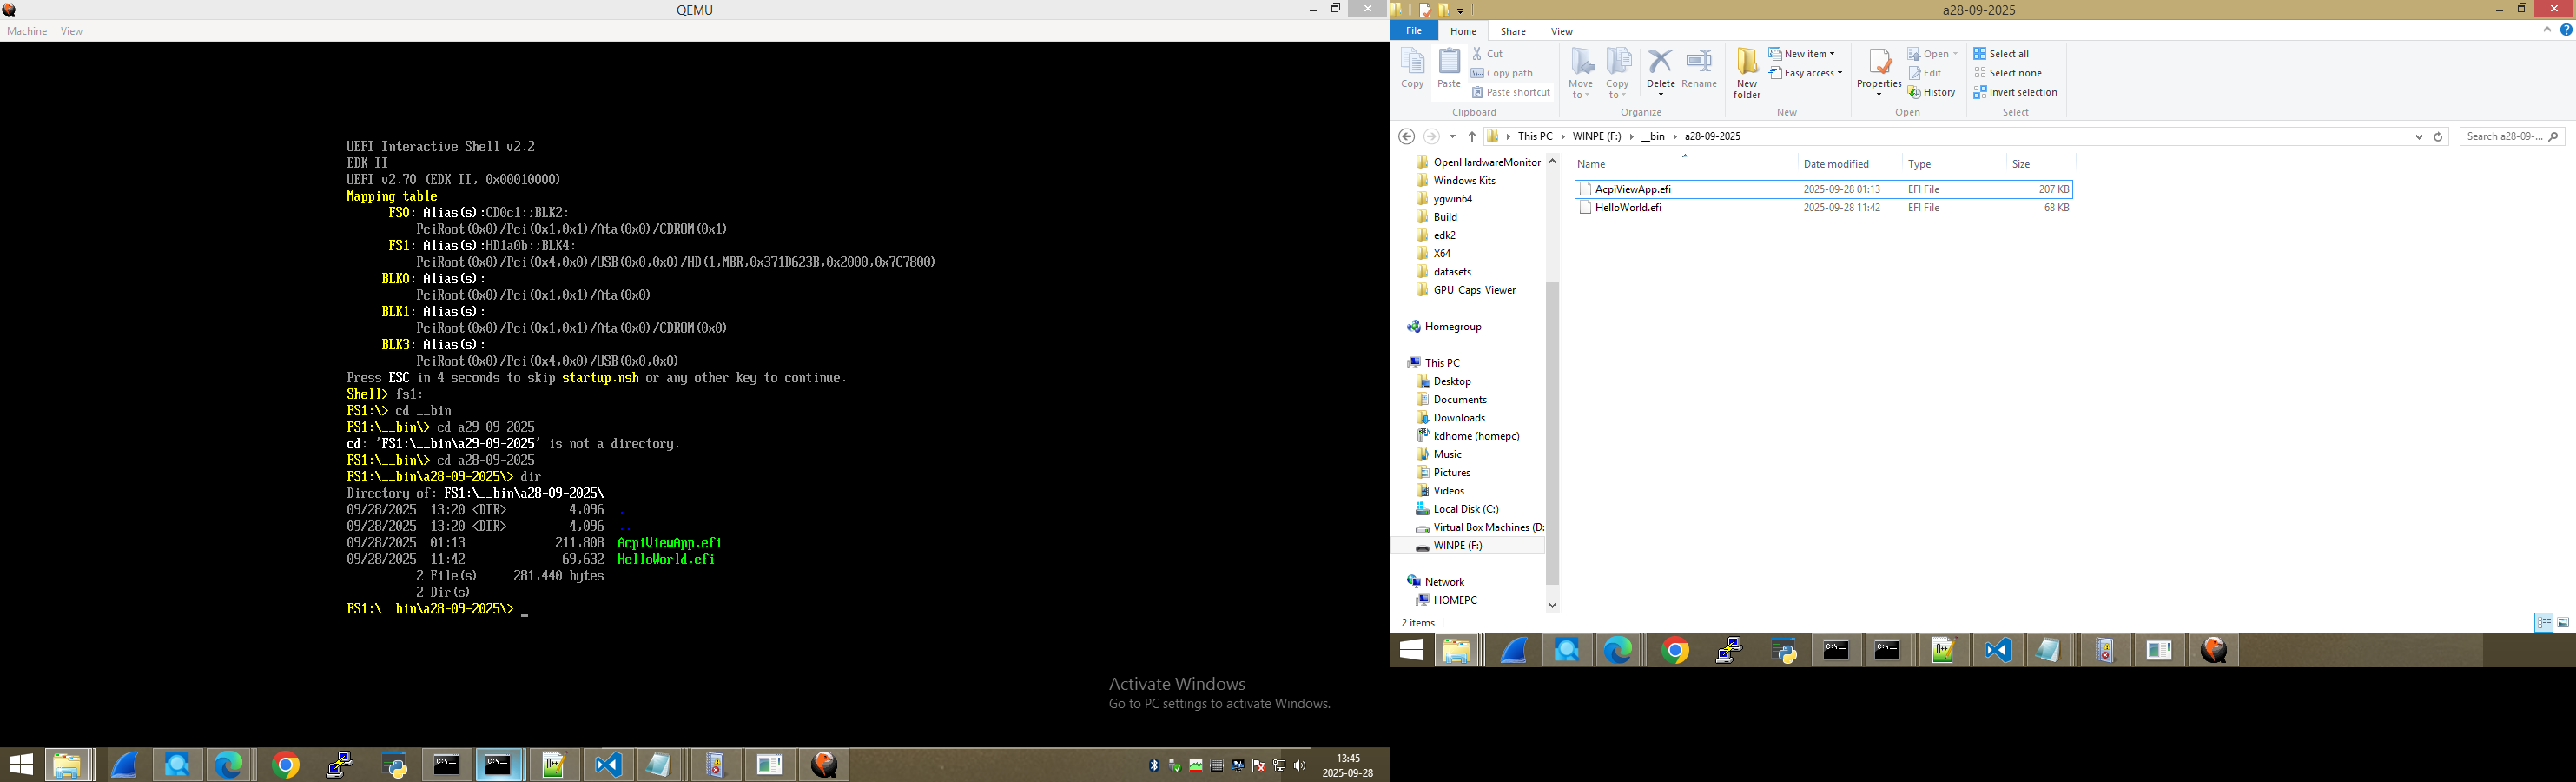 QEMU
Machine View
UEFI Interactive Shell v2.2
EDK II
UEFI v2.70 (EDK II, 0x00010000)
Mapping table
FS0: Alias(s):CD0c1:;BLK2:
PciRoot(0x0)/Pci(0x1,0x1)/Ata(0x0)/CDROM(0x1)
FS1: Alias(s):HD1a0b:;BLK4:
PciRoot(0x0)/Pci(0x4,0x0)/USB(0x0,0x0)/HD(1,MBR,0x371D623B,0x2000,0x7C7800)
BLK0: Alias(s):
PciRoot(0x0)/Pci(0x1,0x1)/Ata(0x0)
BLK1: Alias(s):
PciRoot(0x0)/Pci(0x1,0x1)/Ata(0x0)/CDROM(0x0)
BLK3: Alias(s):
PciRoot(0x0)/Pci(0x4,0x0)/USB(0x0,0x0)
Press ESC in 4 seconds to skip startup.nsh or any other key to continue.
Shell> fs1:
FS1:\> cd __bin
FS1:\__bin\> cd a29-09-2025
cd: 'FS1:\__bin\a29-09-2025' is not a directory.
FS1:\__bin\> cd a28-09-2025
FS1:\__bin\a28-09-2025\> dir
Directory of: FS1:\__bin\a28-09-2025\
09/28/2025 13:20 <DIR> 4,096 .
09/28/2025 13:20 <DIR> 4,096 ..
09/28/2025 01:13 211,808 AcpiViewApp.efi
09/28/2025 11:42 69,632 HelloWorld.efi
2 File(s) 281,440 bytes
2 Dir(s)
FS1:\__bin\a28-09-2025\> _
Activate Windows
Go to PC settings to activate Windows.
13:45
2025-09-28
a28-09-2025
File Home Share View
Copy
Paste
Cut
Copy path
Paste shortcut
Clipboard
Move to
Copy to
Delete
Rename
Organize
New folder
New item
Easy access
New
Properties
Open
Edit
History
Open
Select all
Select none
Invert selection
Select
This PC WINPE (F:) __bin a28-09-2025
Search a28-09-...
OpenHardwareMonitor
Windows Kits
ygwin64
Build
edk2
X64
datasets
GPU_Caps_Viewer
Homegroup
This PC
Desktop
Documents
Downloads
kdhome (homepc)
Music
Pictures
Videos
Local Disk (C:)
Virtual Box Machines (D:
WINPE (F:)
Network
HOMEPC
Name Date modified Type Size
AcpiViewApp.efi 2025-09-28 01:13 EFI File 207 KB
HelloWorld.efi 2025-09-28 11:42 EFI File 68 KB
2 items